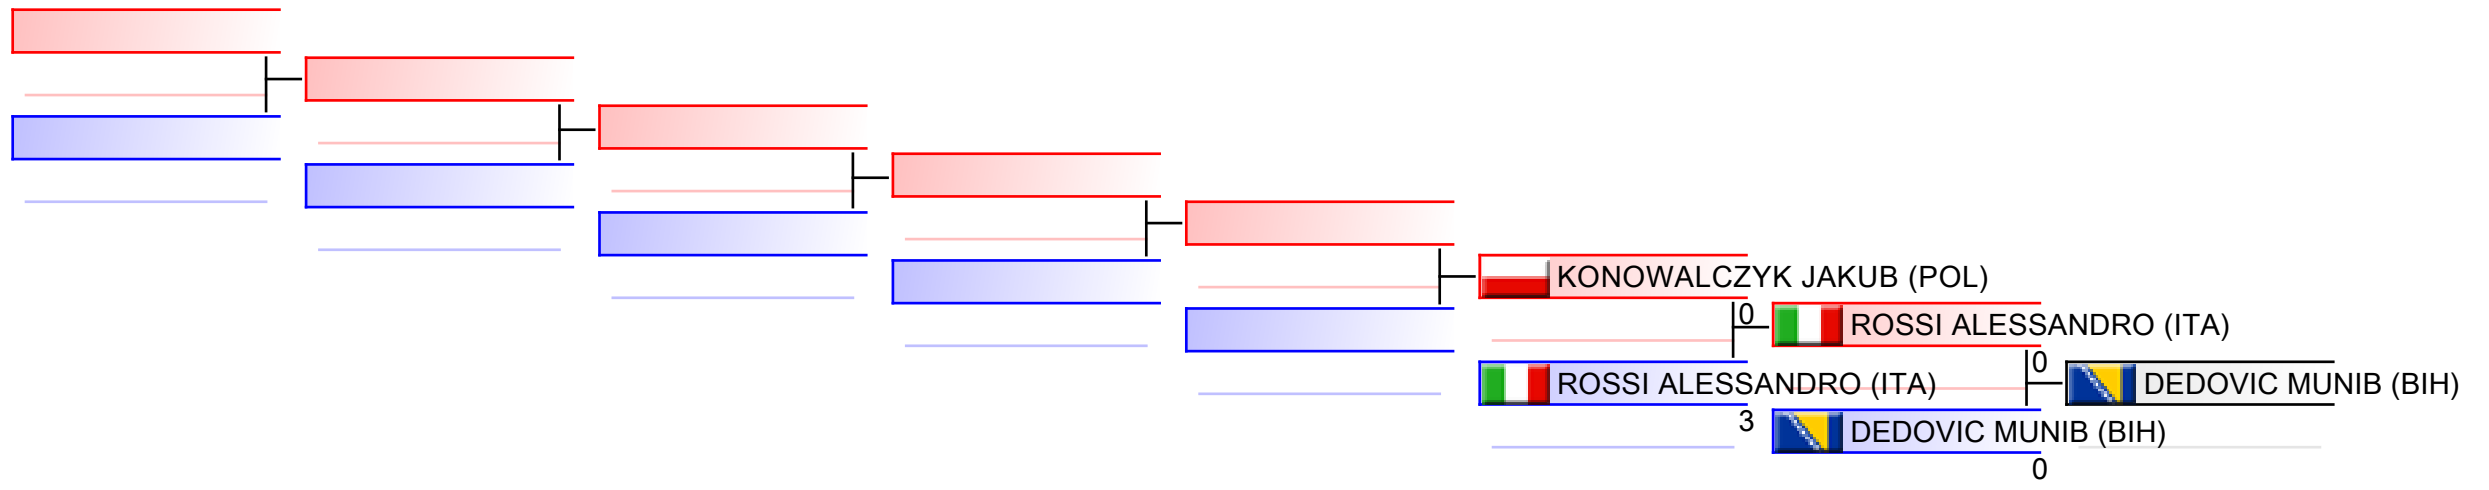 KONOWALCZYK JAKUB (POL)
0
ROSSI ALESSANDRO (ITA)
3
ROSSI ALESSANDRO (ITA)
0
DEDOVIC MUNIB (BIH)
0
DEDOVIC MUNIB (BIH)